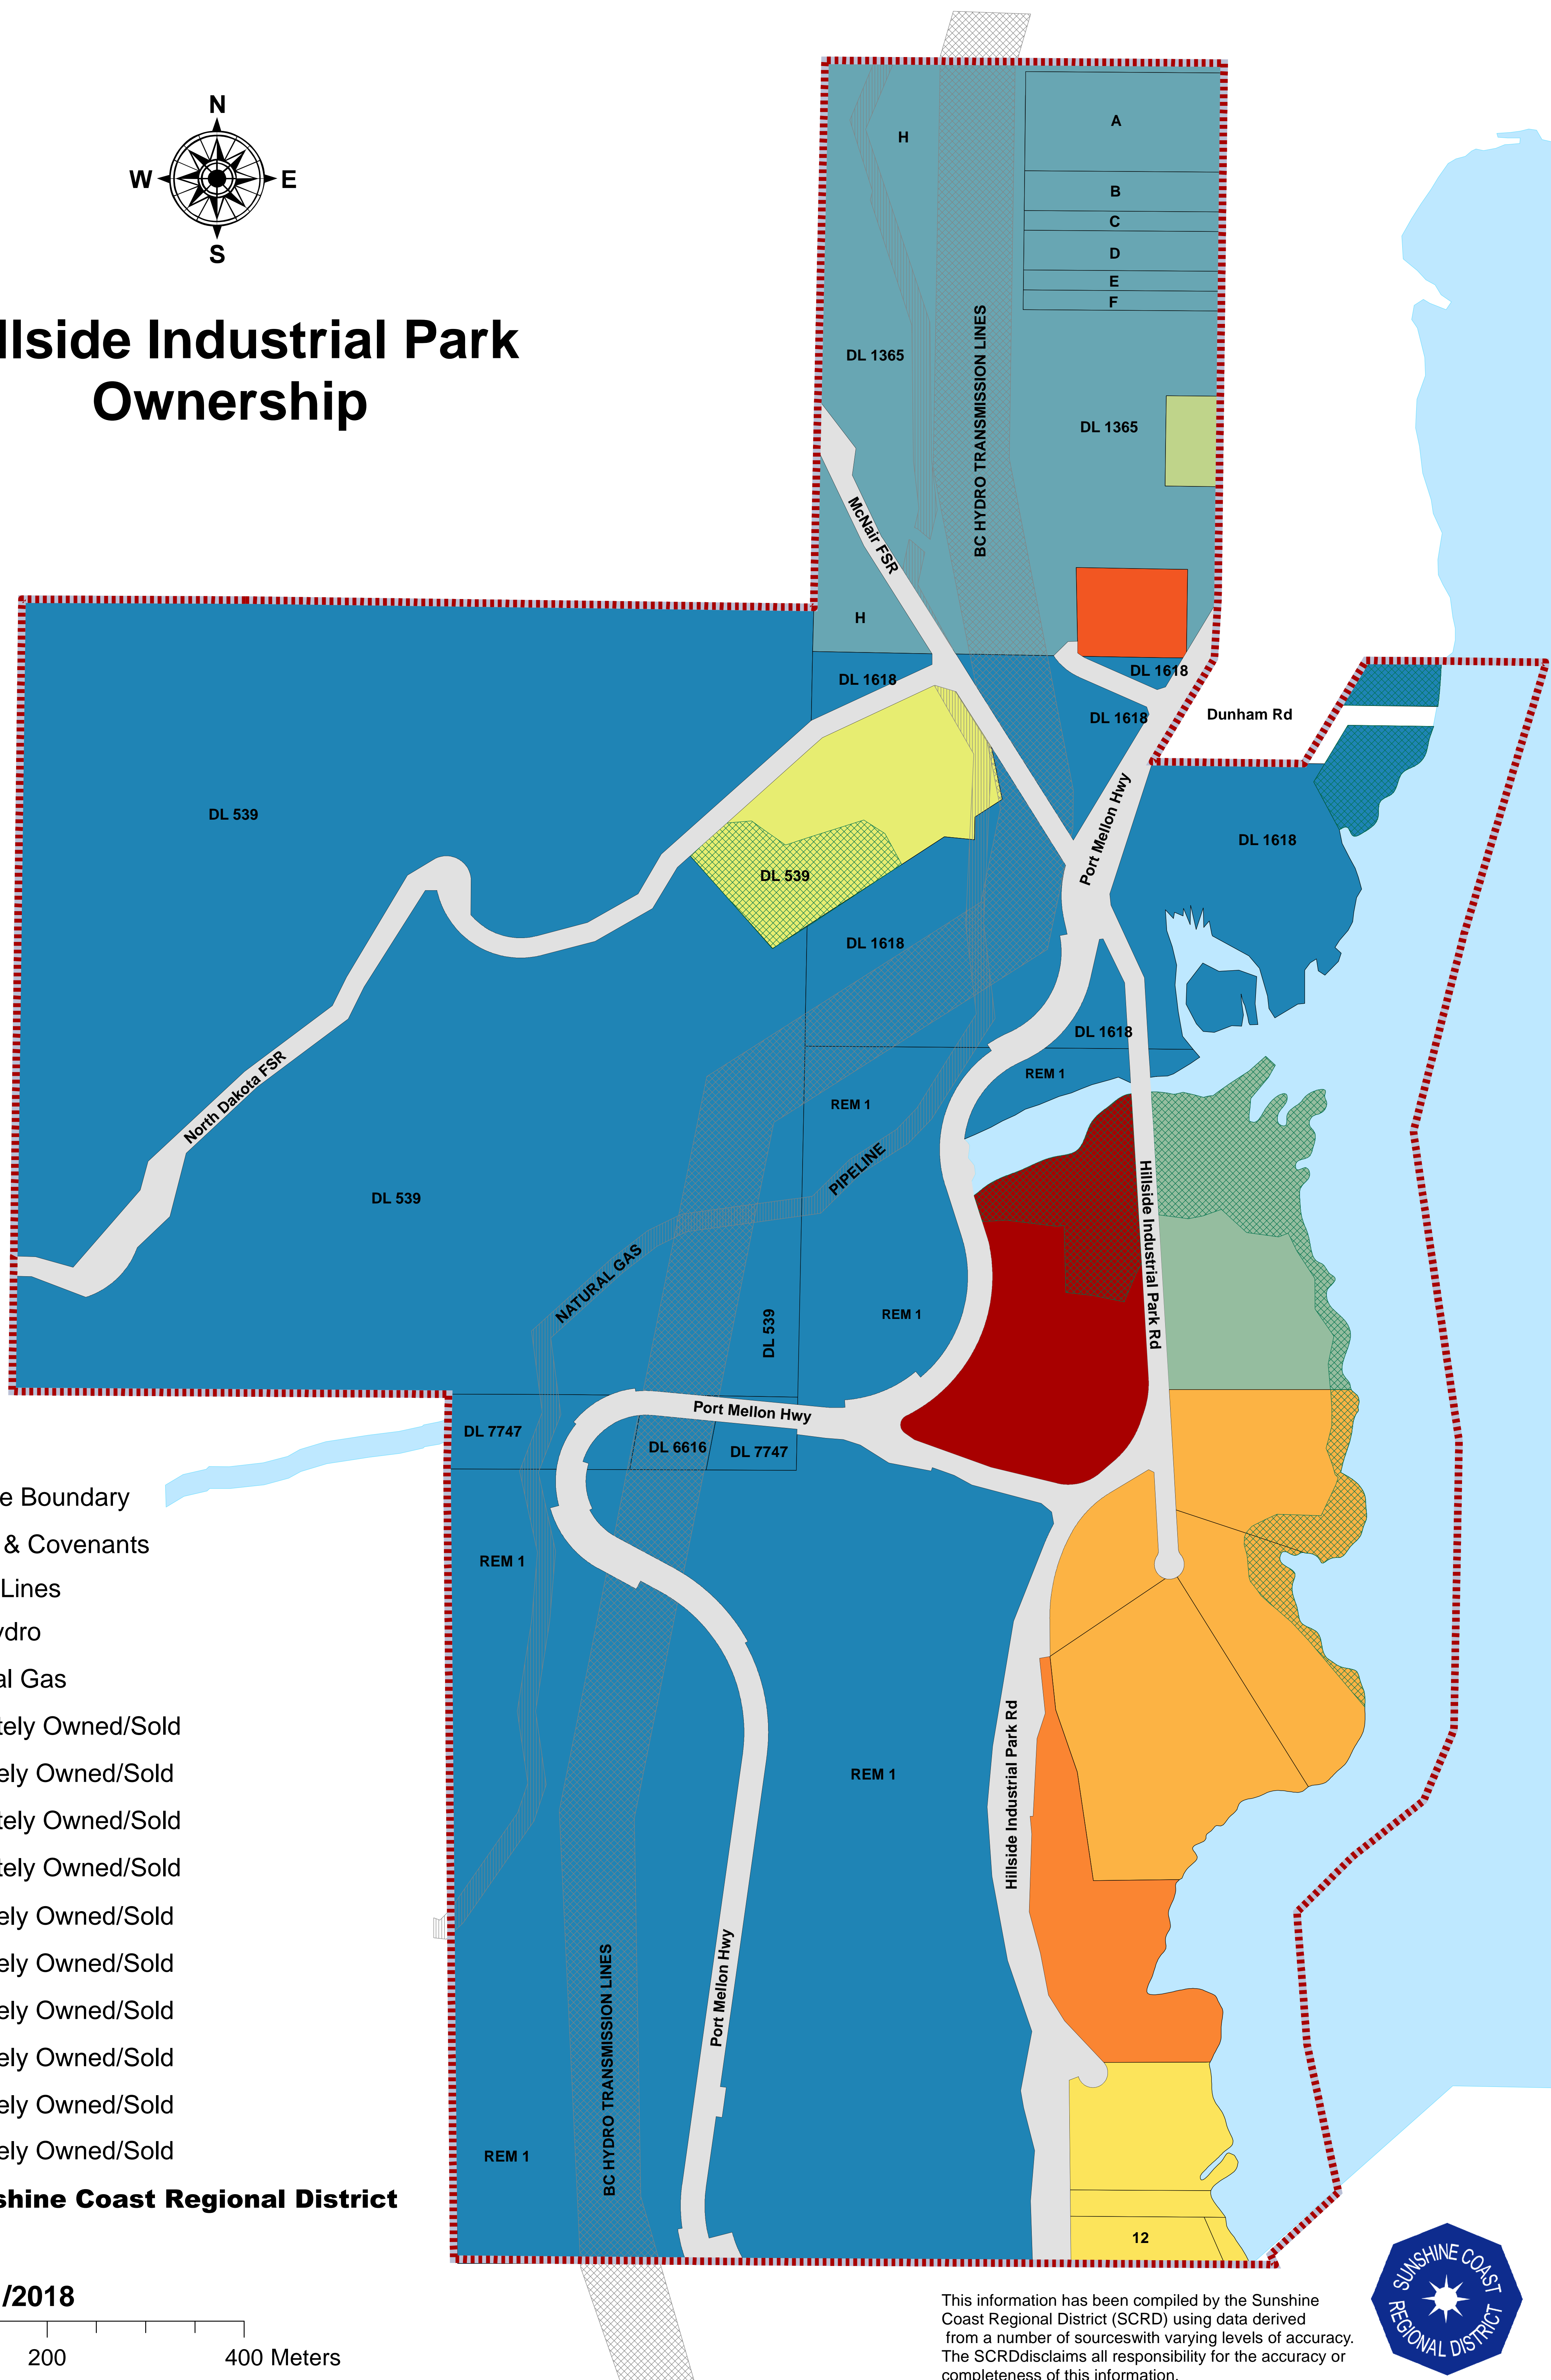 N
W E
S
llside Industrial Park
Ownership
A
H
B
C
D
E
F
DL 1365
BC HYDRO TRANSMISSION LINES
DL 1365
McNair FSR
H
DL 1618
DL 1618
DL 1618
Dunham Rd
DL 539
Port Mellon Hwy
DL 1618
DL 539
DL 1618
DL 1618
REM 1
North Dakota FSR
REM 1
PIPELINE
DL 539
Hillside Industrial Park Rd
NATURAL GAS
DL 539
REM 1
Port Mellon Hwy
DL 7747
DL 6616
DL 7747
e Boundary
& Covenants
REM 1
Lines
ydro
al Gas
tely Owned/Sold
ely Owned/Sold
REM 1
Hillside Industrial Park Rd
tely Owned/Sold
tely Owned/Sold
ely Owned/Sold
ely Owned/Sold
Port Mellon Hwy
BC HYDRO TRANSMISSION LINES
ely Owned/Sold
ely Owned/Sold
ely Owned/Sold
ely Owned/Sold
REM 1
shine Coast Regional District
12
/2018
200 400 Meters
This information has been compiled by the Sunshine
Coast Regional District (SCRD) using data derived
from a number of sourceswith varying levels of accuracy.
The SCRDdisclaims all responsibility for the accuracy or
completeness of this information.
SUNSHINE COAST
REGIONAL DISTRICT